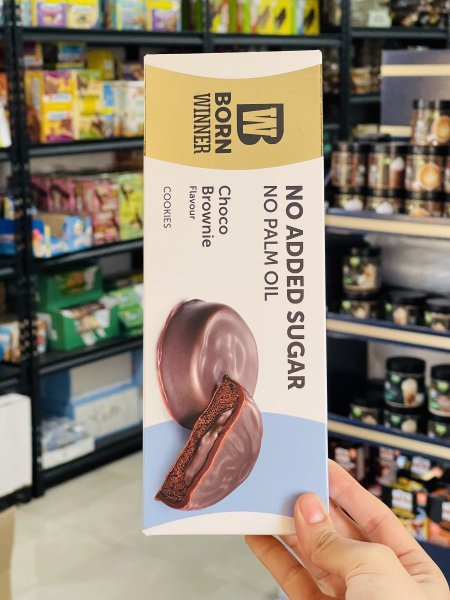 BORN
WINNER
NO ADDED SUGAR
NO PALM OIL
Choco
Brownie
Flavour
COOKIES